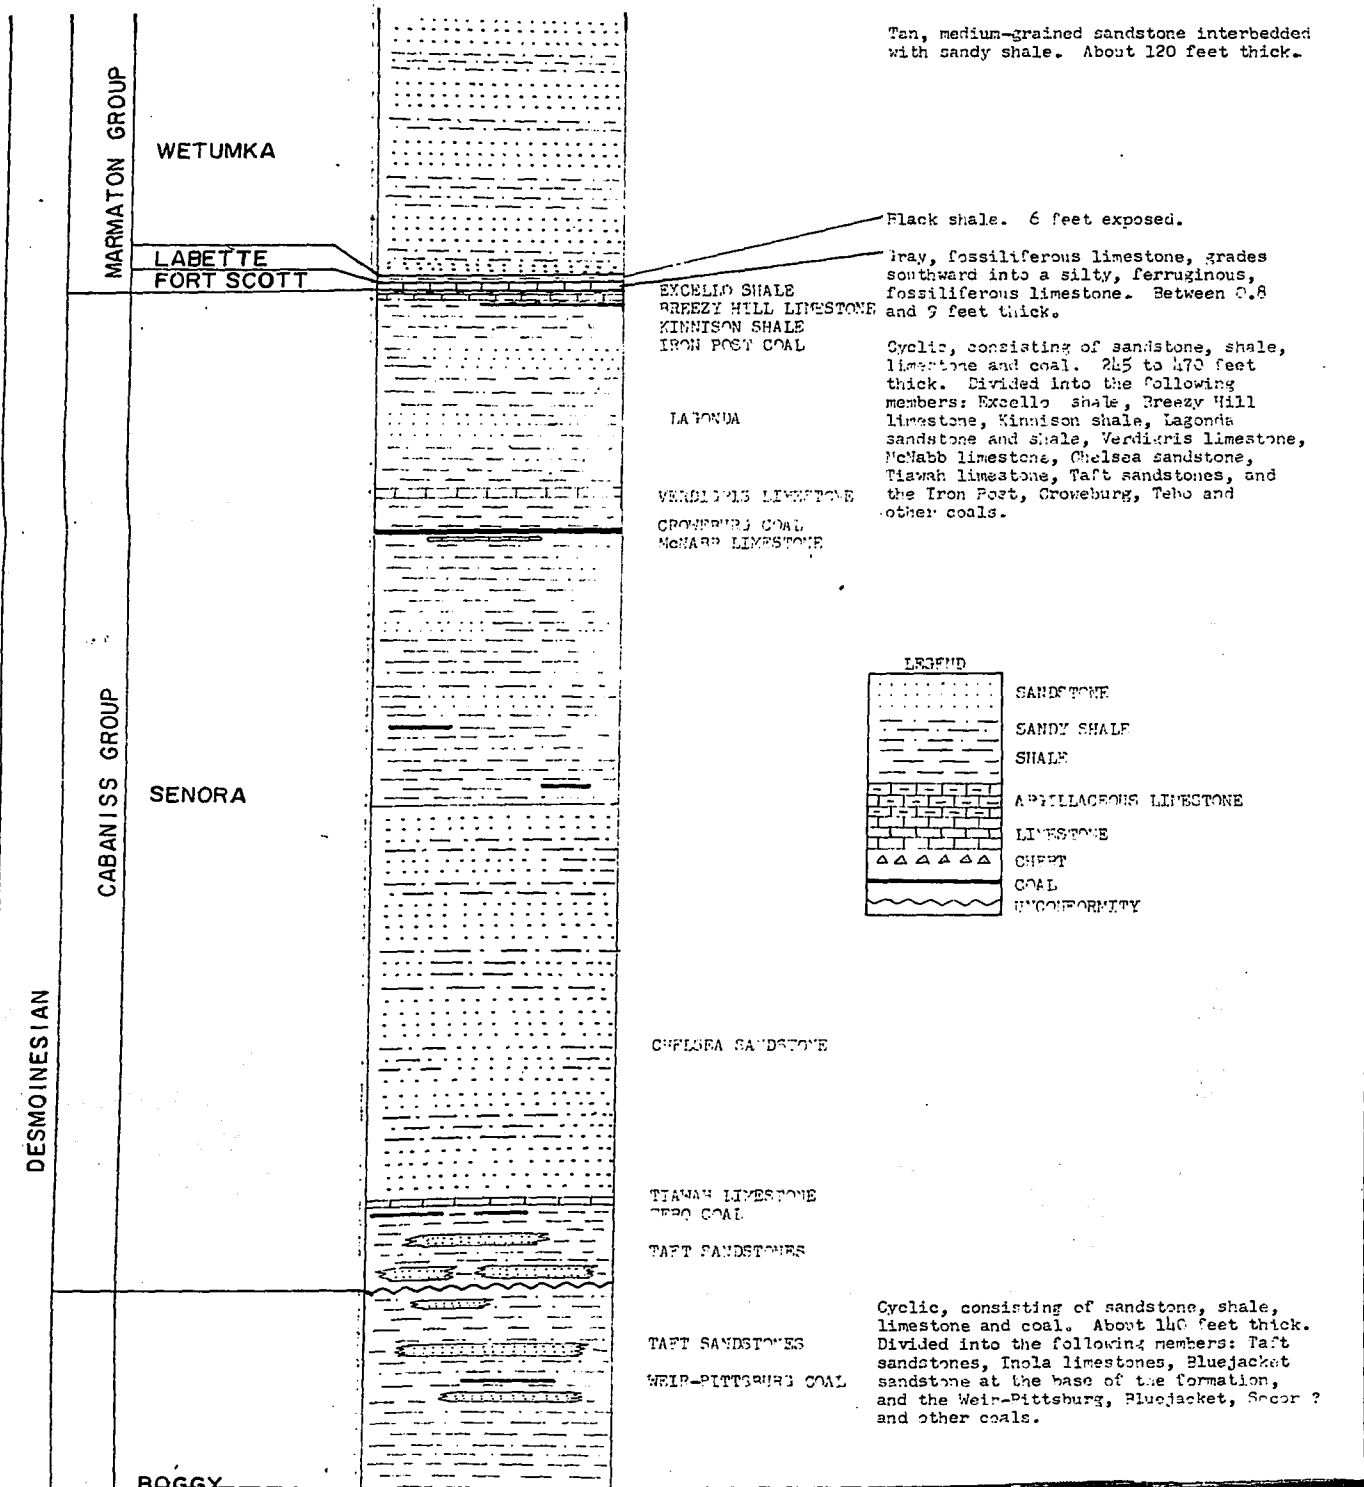 Tan, medium-grained sandstone interbedded
with sandy shale. About 120 feet thick.
MARMATON GROUP
WETUMKA
LABETTE
FORT SCOTT
Black shale. 6 feet exposed.
Gray, fossiliferous limestone, grades
southward into a silty, ferruginous,
fossiliferous limestone. Between 0.8
and 9 feet thick.
EXCELLO SHALE
BREEZY HILL LIMESTONE
KINNISON SHALE
IRON POST COAL
LAGONDA
VERDIGRIS LIMESTONE
CROWEBURG COAL
McNABB LIMESTONE
Cyclic, consisting of sandstone, shale,
limestone and coal. 245 to 470 feet
thick. Divided into the following
members: Excello shale, Breezy Hill
limestone, Kinnison shale, Lagonda
sandstone and shale, Verdigris limestone,
McNabb limestone, Chelsea sandstone,
Tiawah limestone, Taft sandstones, and
the Iron Post, Croweburg, Tebo and
other coals.
LEGEND
SANDSTONE
SANDY SHALE
SHALE
ARGILLACEOUS LIMESTONE
LIMESTONE
CHERT
COAL
UNCONFORMITY
CABANISS GROUP
SENORA
DESMOINESIAN
CHELSEA SANDSTONE
TIAWAH LIMESTONE
TEBO COAL
TAFT SANDSTONES
TAFT SANDSTONES
WEIR-PITTSBURG COAL
Cyclic, consisting of sandstone, shale,
limestone and coal. About 140 feet thick.
Divided into the following members: Taft
sandstones, Inola limestones, Bluejacket
sandstone at the base of the formation,
and the Weir-Pittsburg, Bluejacket, Secor ?
and other coals.
BOGGY